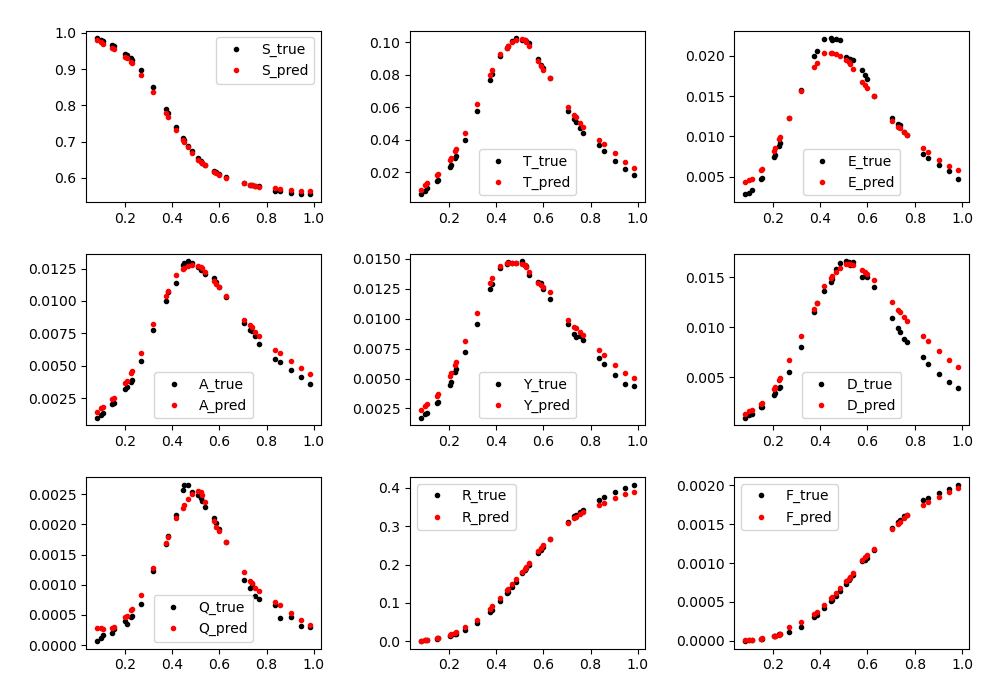 1.0
0.9
0.8
0.7
0.6
S_true
S_pred
0.2 0.4 0.6 0.8 1.0
0.10
0.08
0.06
0.04
0.02
T_true
T_pred
0.2 0.4 0.6 0.8 1.0
0.020
0.015
0.010
0.005
E_true
E_pred
0.2 0.4 0.6 0.8 1.0
0.0125
0.0100
0.0075
0.0050
0.0025
A_true
A_pred
0.2 0.4 0.6 0.8 1.0
0.0150
0.0125
0.0100
0.0075
0.0050
0.0025
Y_true
Y_pred
0.2 0.4 0.6 0.8 1.0
0.015
0.010
0.005
D_true
D_pred
0.2 0.4 0.6 0.8 1.0
0.0025
0.0020
0.0015
0.0010
0.0005
0.0000
Q_true
Q_pred
0.2 0.4 0.6 0.8 1.0
0.4
0.3
0.2
0.1
0.0
R_true
R_pred
0.2 0.4 0.6 0.8 1.0
0.0020
0.0015
0.0010
0.0005
0.0000
F_true
F_pred
0.2 0.4 0.6 0.8 1.0